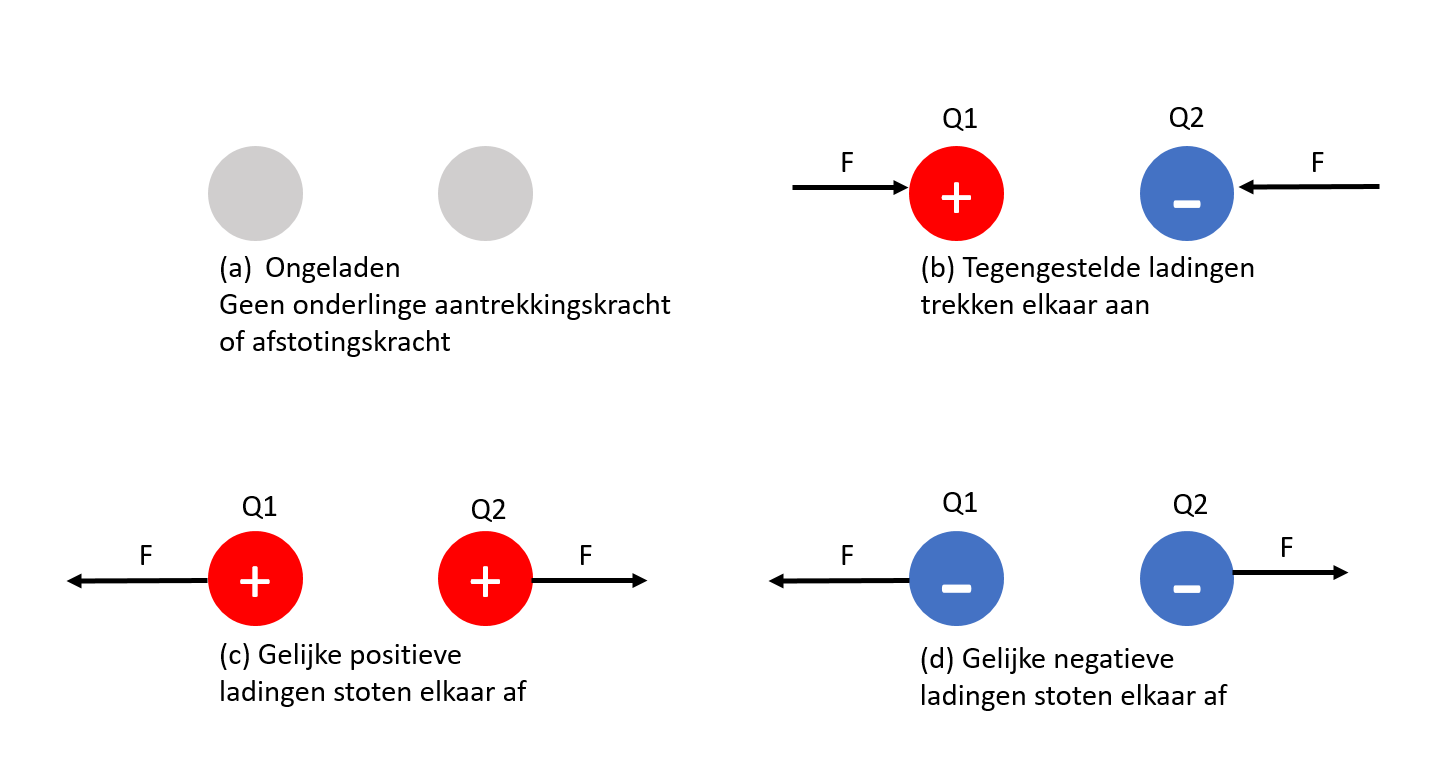 Q1
Q2
F
F
+
−
(a) Ongeladen
Geen onderlinge aantrekkingskracht
of afstotingskracht
(b) Tegengestelde ladingen
trekken elkaar aan
Q1
Q2
F
F
+
+
(c) Gelijke positieve
ladingen stoten elkaar af
Q1
Q2
F
F
−
−
(d) Gelijke negatieve
ladingen stoten elkaar af